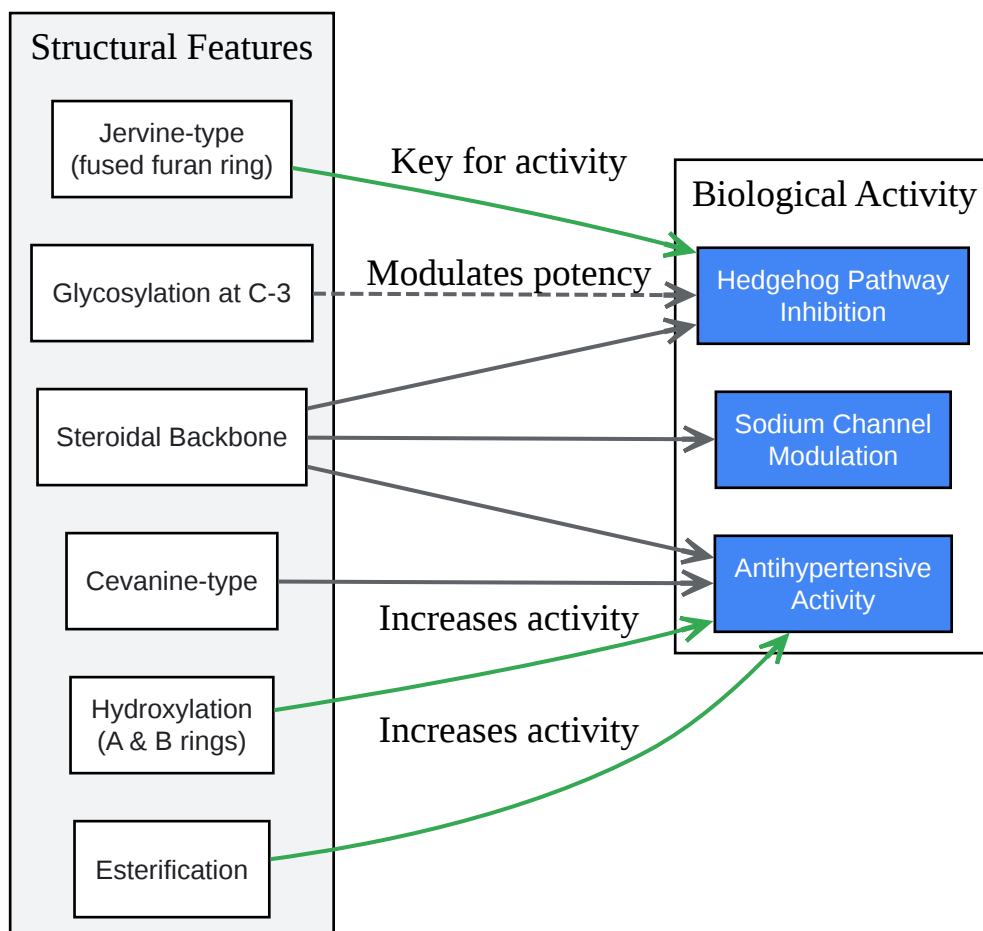 Structural Features
Jervine-type
(fused furan ring)
Glycosylation at C-3
Steroidal Backbone
Cevanine-type
Hydroxylation
(A & B rings)
Esterification
Key for activity
Modulates potency
Increases activity
Increases activity
Biological Activity
Hedgehog Pathway
Inhibition
Sodium Channel
Modulation
Antihypertensive
Activity